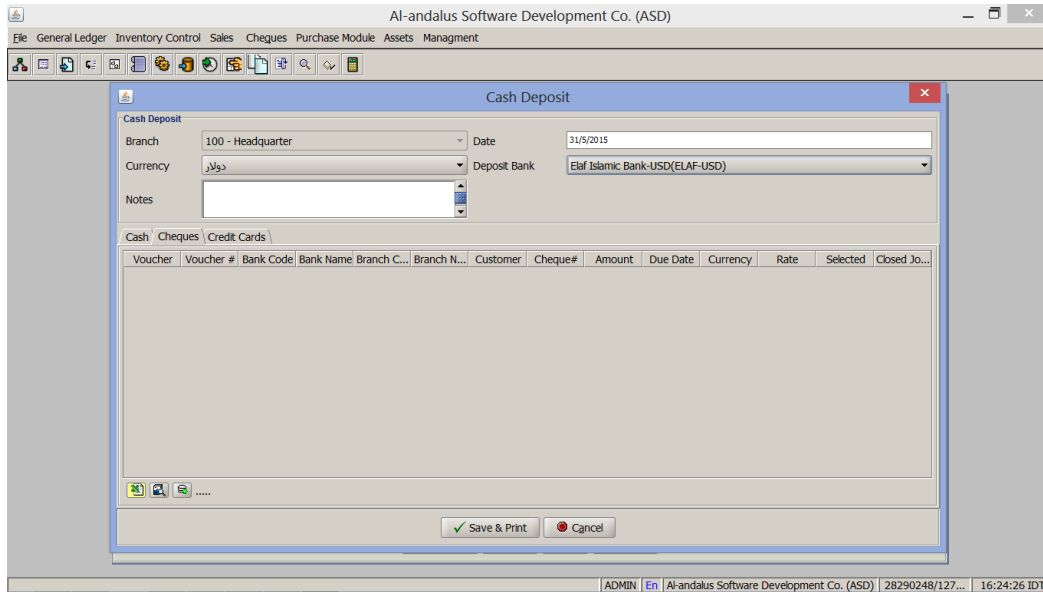 Al-andalus Software Development Co. (ASD)
File General Ledger Inventory Control Sales Cheques Purchase Module Assets Managment
Cash Deposit
Cash Deposit
Branch 100 - Headquarter Date 31/5/2015
Currency دولار Deposit Bank Elaf Islamic Bank-USD(ELAF-USD)
Notes
Cash Cheques Credit Cards
Voucher Voucher # Bank Code Bank Name Branch C... Branch N... Customer Cheque# Amount Due Date Currency Rate Selected Closed Jo...
.....
Save & Print Cancel
ADMIN En Al-andalus Software Development Co. (ASD) 28290248/127... 16:24:26 IDT